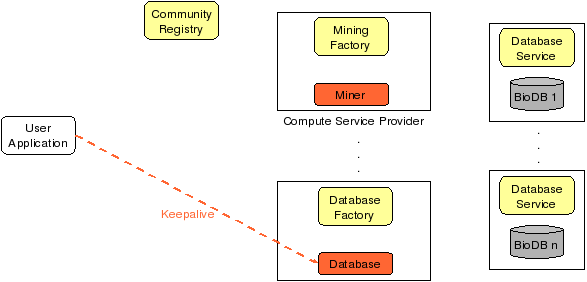 Community
Registry
Mining
Factory
Miner
Compute Service Provider
Database
Service
BioDB 1
User
Application
Keepalive
.
.
.
.
.
.
Database
Factory
Database
Database
Service
BioDB n